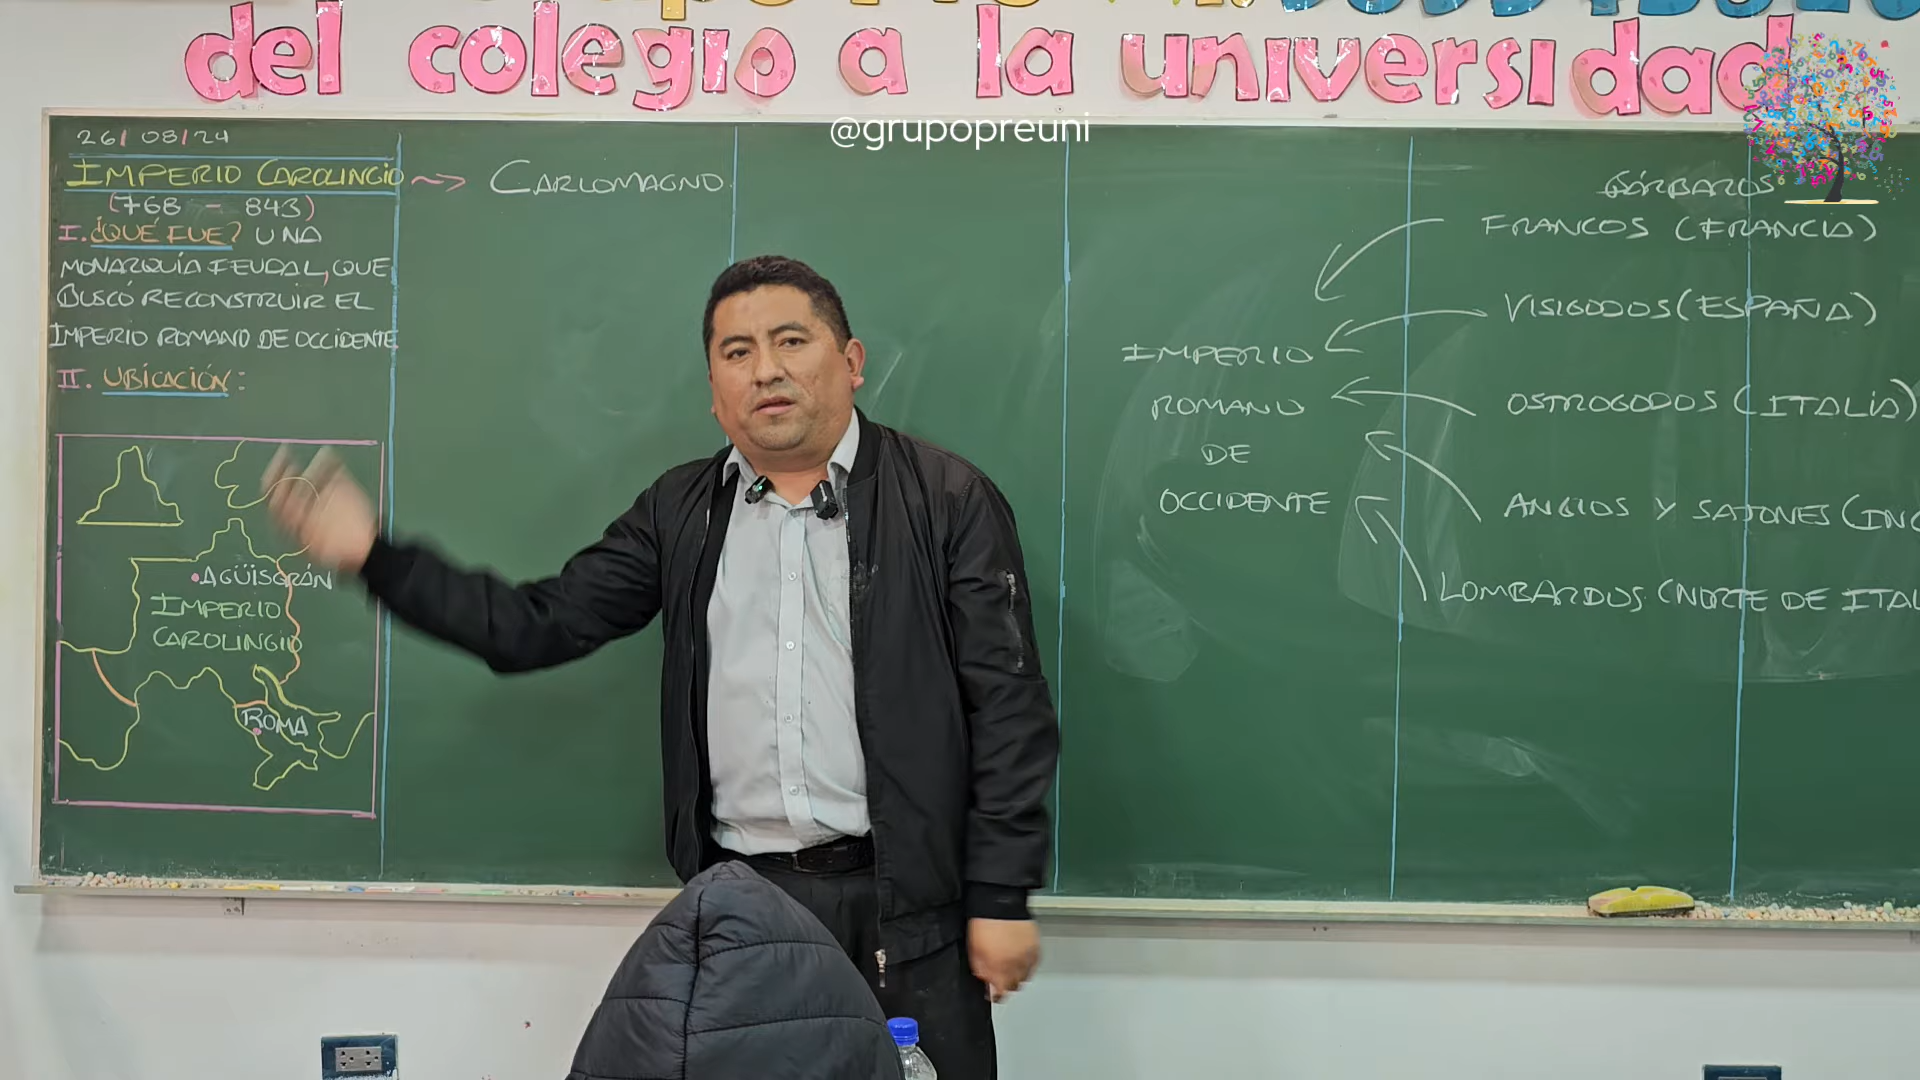 del colegio a la universidad
@grupopreuni
26/08/24
IMPERIO CAROLINGIO ~> CARLOMAGNO.
(768 - 843)
I. ¿QUÉ FUE? UNA
MONARQUÍA FEUDAL, QUE
BUSCÓ RECONSTRUIR EL
IMPERIO ROMANO DE OCCIDENTE
II. UBICACIÓN:
AGÜISGRÁN
IMPERIO
CAROLINGIO
ROMA
IMPERIO
ROMANO
DE
OCCIDENTE
BÁRBAROS
FRANCOS (FRANCIA)
VISIGODOS (ESPAÑA)
OSTROGODOS (ITALIA)
ANGLOS Y SAJONES (ING
LOMBARDOS (NORTE DE ITAL